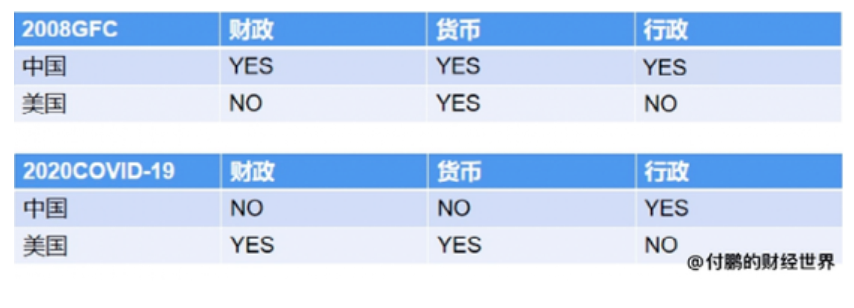 2008GFC 财政 货币 行政
中国 YES YES YES
美国 NO YES NO
2020COVID-19 财政 货币 行政
中国 NO NO YES
美国 YES YES NO
@付鹏的财经世界